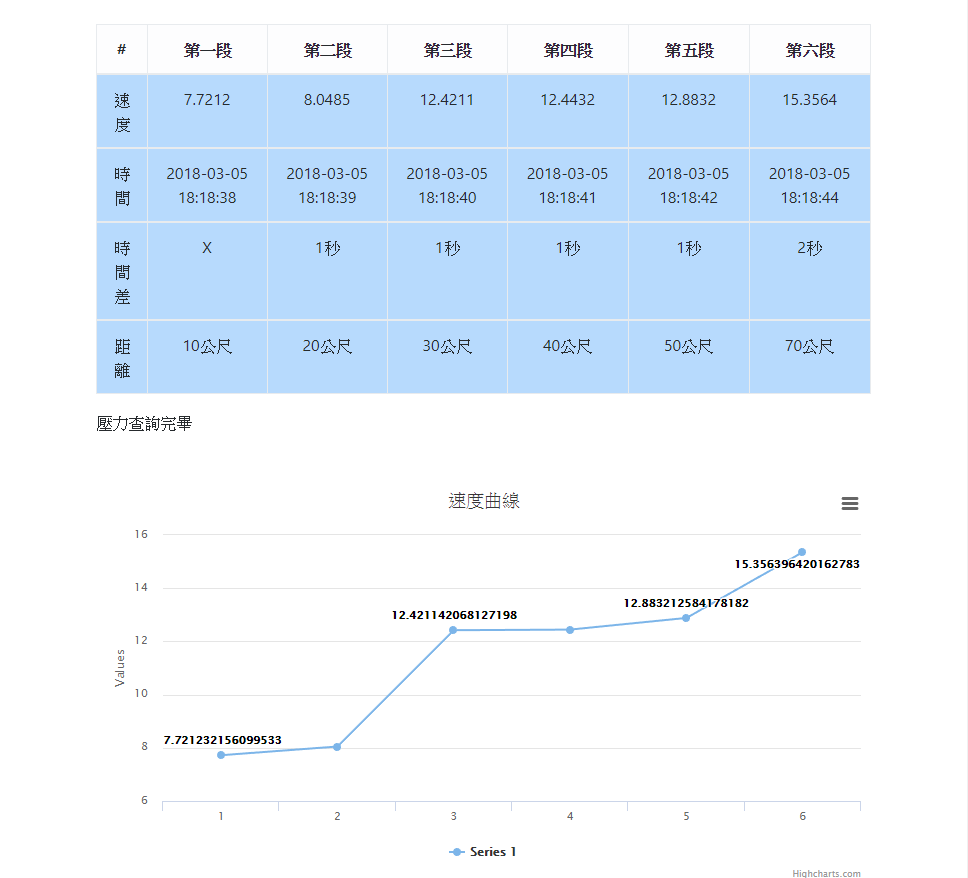 # 第一段 第二段 第三段 第四段 第五段 第六段
速度 7.7212 8.0485 12.4211 12.4432 12.8832 15.3564
時間 2018-03-05 18:18:38 2018-03-05 18:18:39 2018-03-05 18:18:40 2018-03-05 18:18:41 2018-03-05 18:18:42 2018-03-05 18:18:44
時間差 X 1秒 1秒 1秒 1秒 2秒
距離 10公尺 20公尺 30公尺 40公尺 50公尺 70公尺
壓力查詢完畢
速度曲線
16
15.356396420162783
14
12.883212584178182
12.421142068127198
12
Values
10
7.721232156099533
8
6
1 2 3 4 5 6
Series 1
Highcharts.com